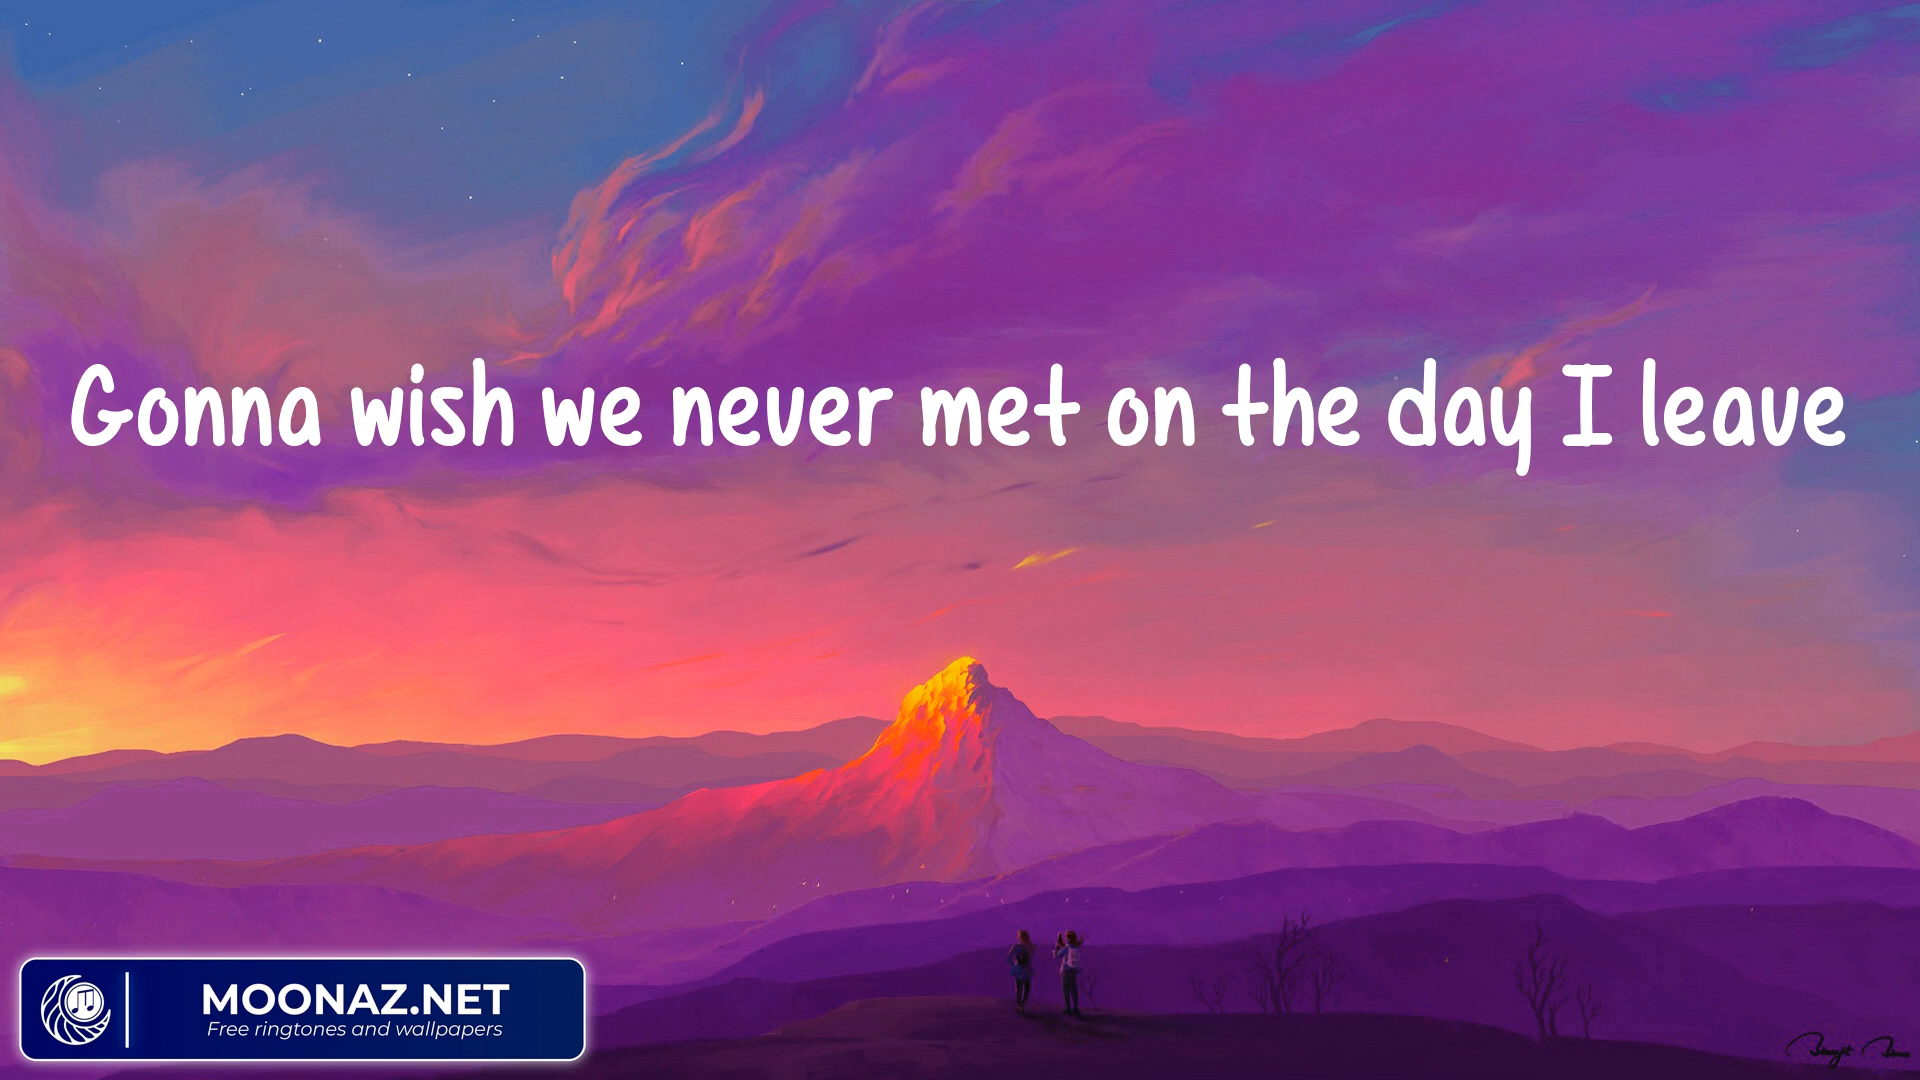 Gonna wish we never met on the day I leave
MOONAZ.NET
Free ringtones and wallpapers